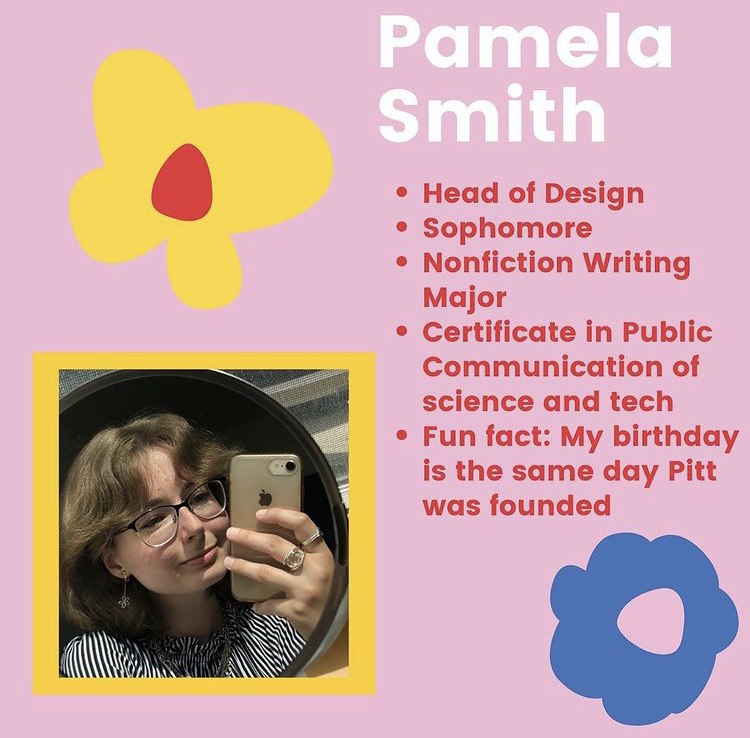 Pamela
Smith
• Head of Design
• Sophomore
• Nonfiction Writing
Major
• Certificate in Public
Communication of
science and tech
• Fun fact: My birthday
is the same day Pitt
was founded